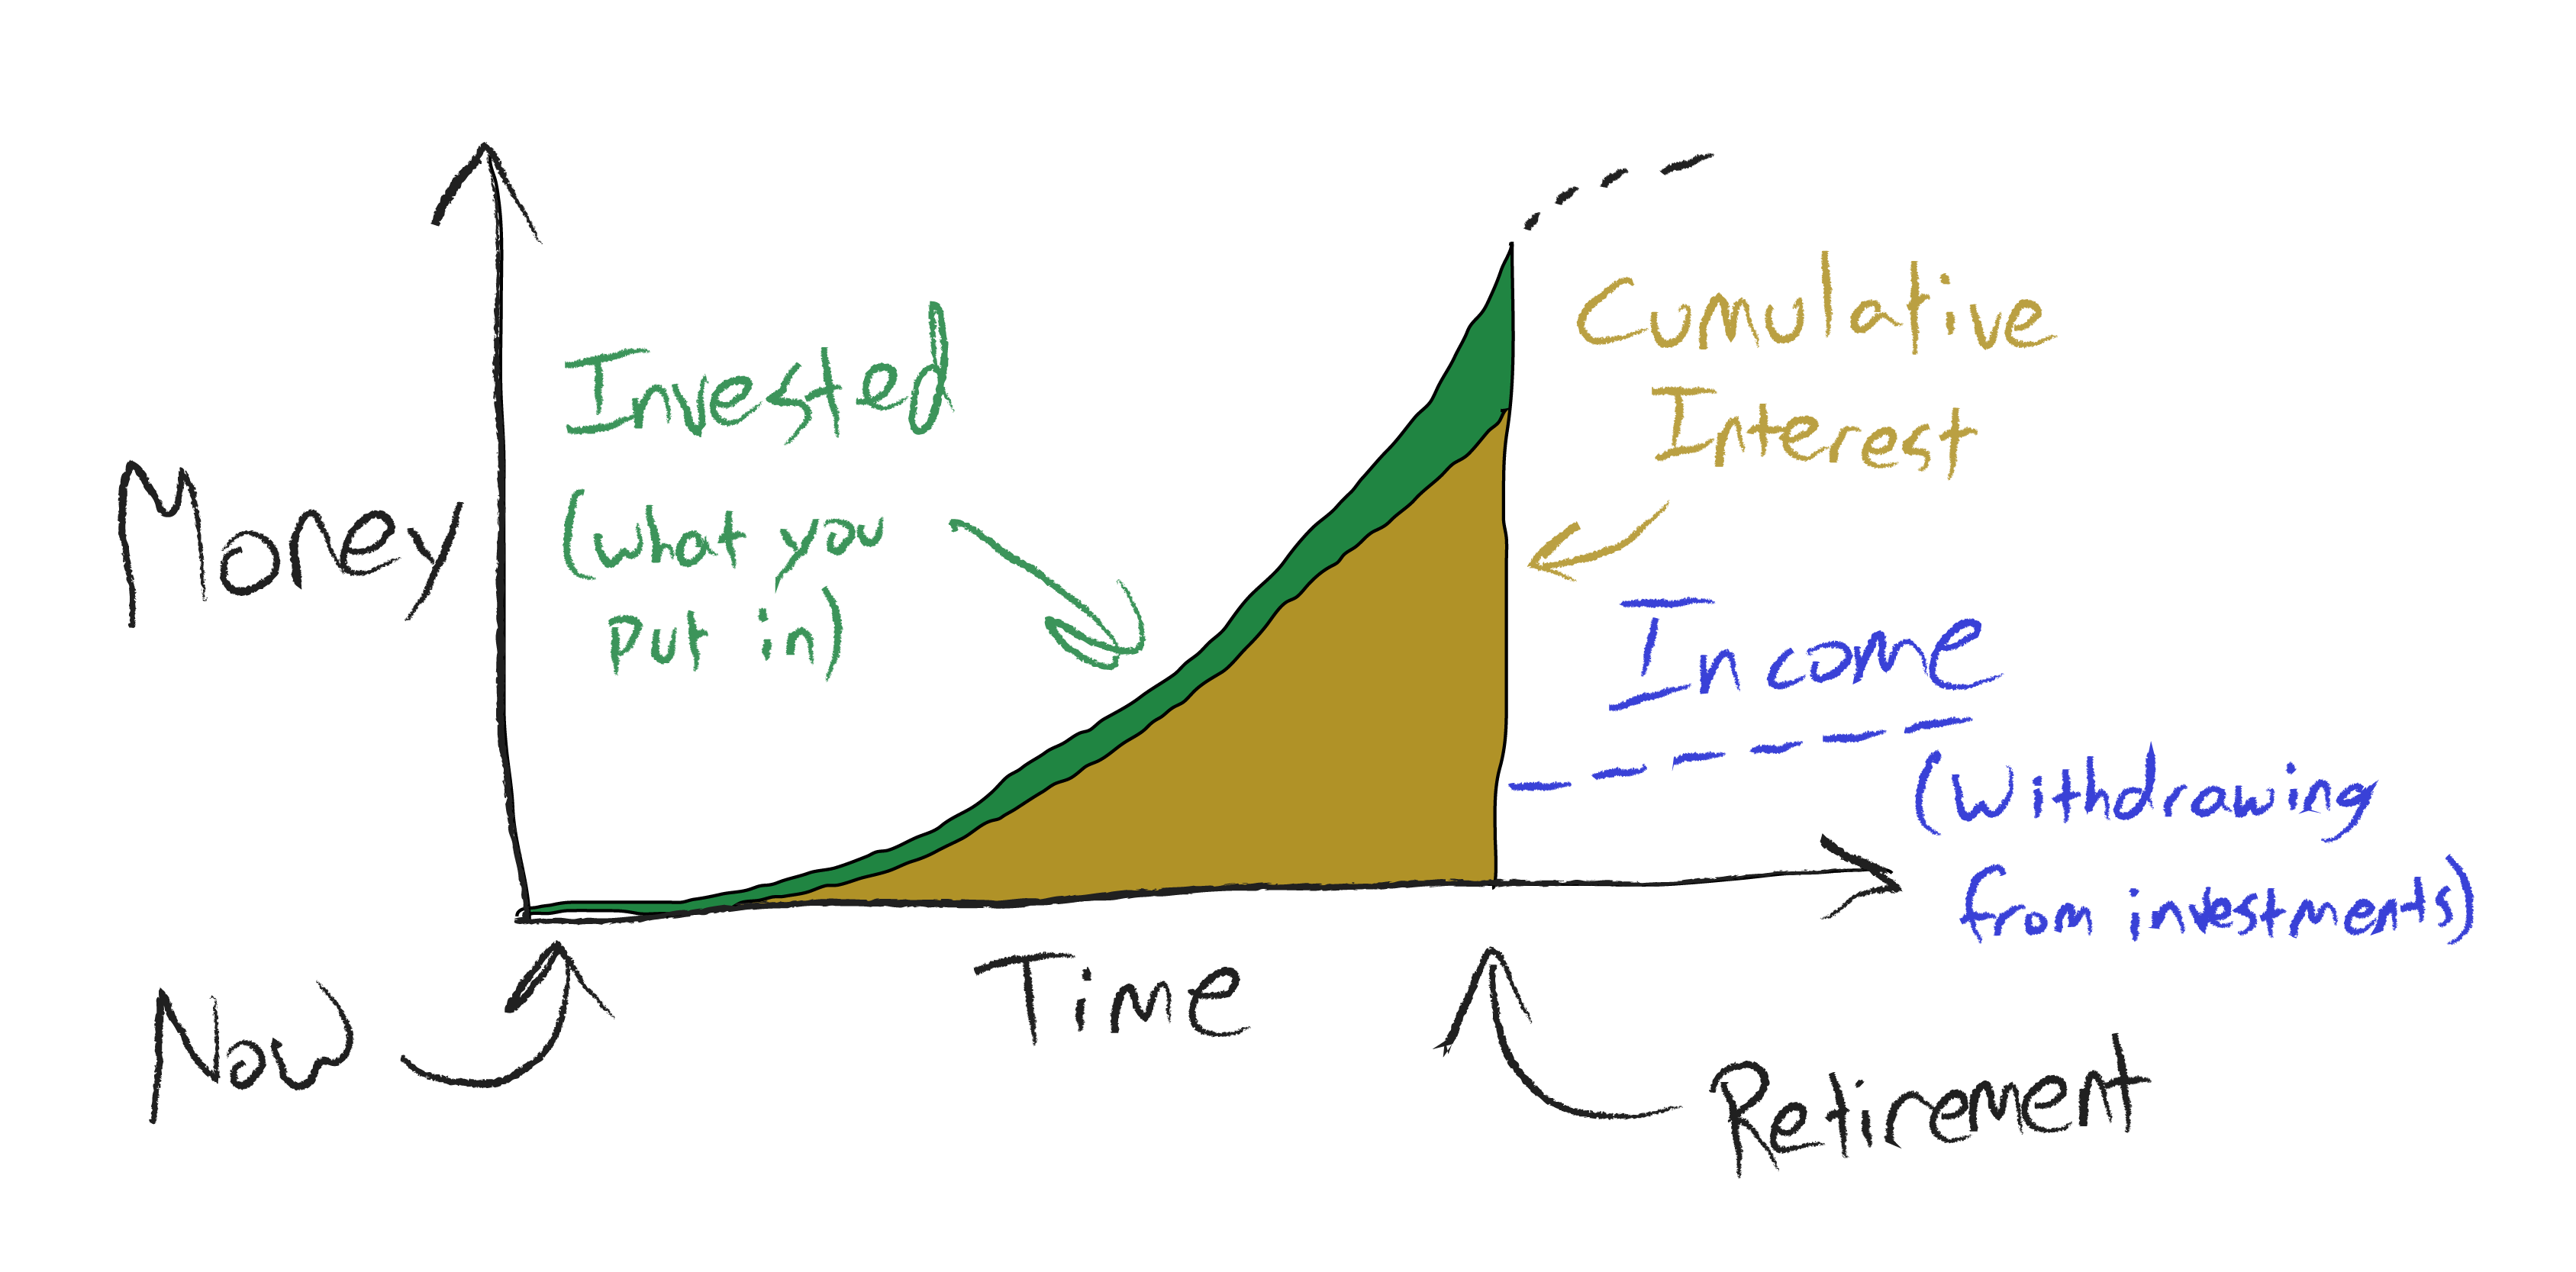 Money
Invested
(what you
put in)
Cumulative
Interest
Income
(Withdrawing
from investments)
Now
Time
Retirement